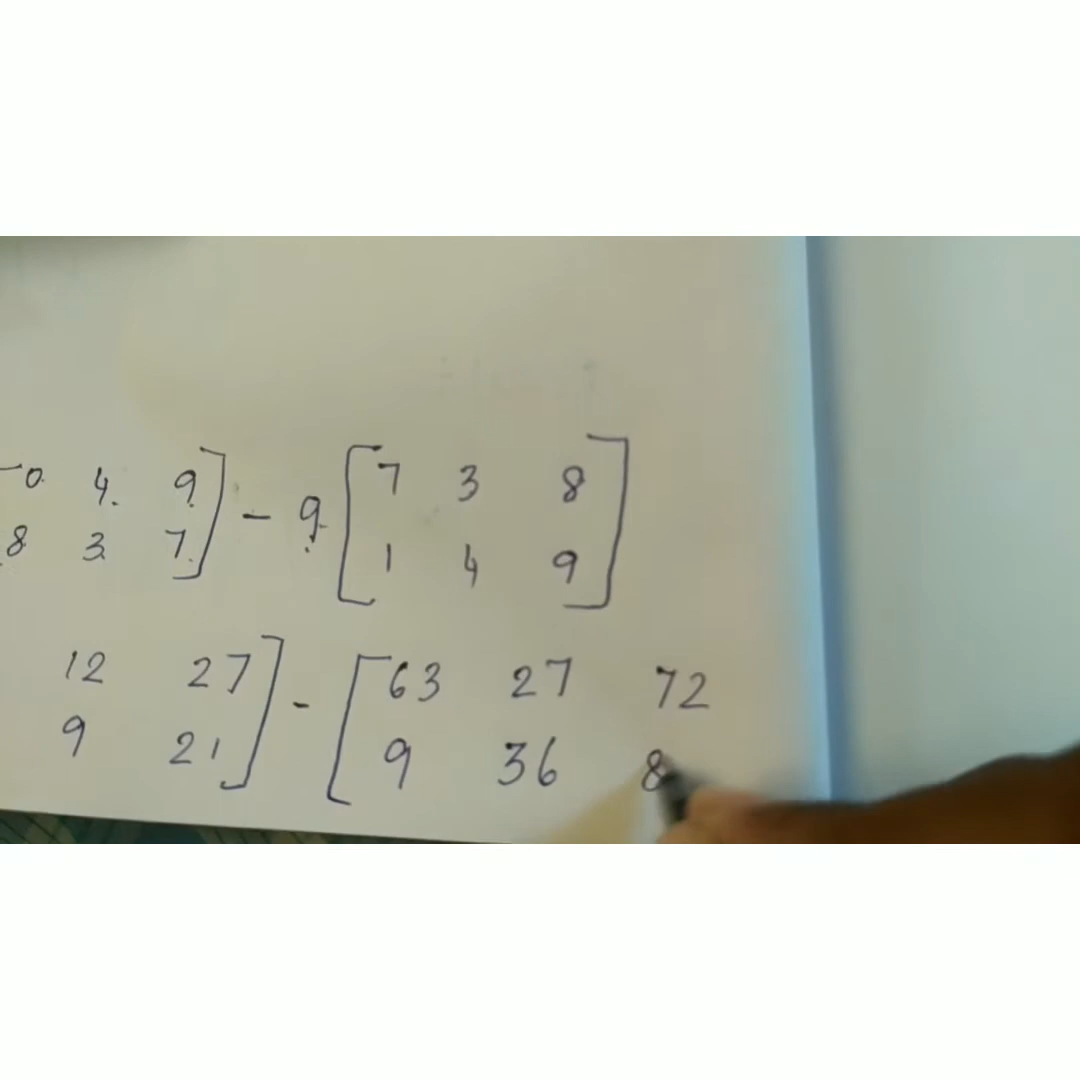 0. 4. 9. ] - 9. [ 7 3 8 ]
8 3. 7. ] [ 1 4 9 ]
12 27 ] - [ 63 27 72
9 21 ] [ 9 36 8